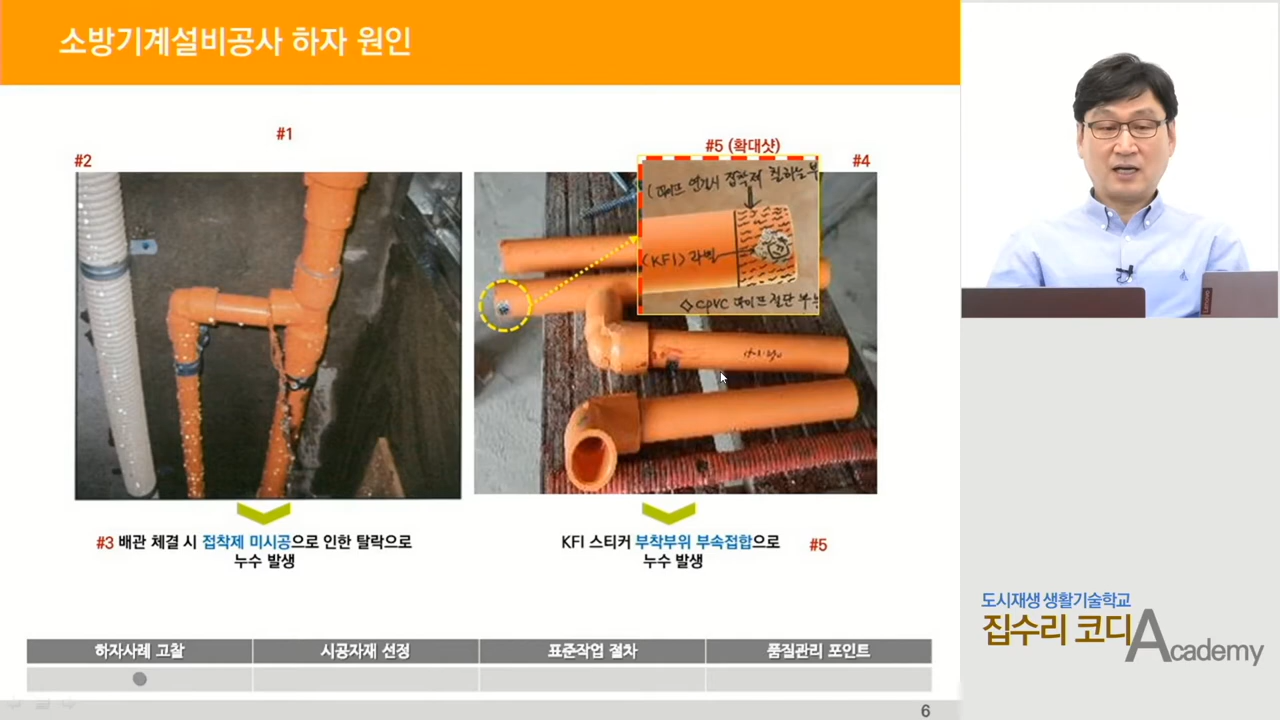 소방기계설비공사 하자 원인
#1
#2
#5 (확대샷)
#4
(파이프 연결시 접착제 칠하는 부
(KFI) 라벨
◇CPVC 파이프 절단 부
#3 배관 체결 시 접착제 미시공으로 인한 탈락으로
누수 발생
KFI 스티커 부착부위 부속접합으로 #5
누수 발생
도시재생 생활기술학교
집수리 코디Academy
하자사례 고찰 시공자재 선정 표준작업 절차 품질관리 포인트
6